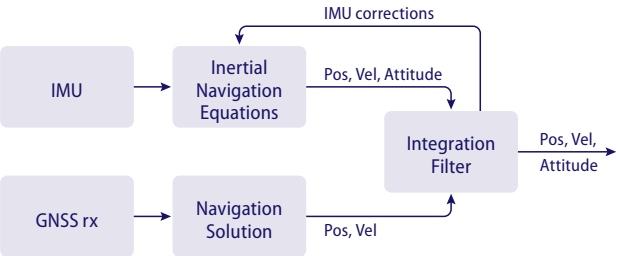 IMU corrections
IMU
Inertial
Navigation
Equations
Pos, Vel, Attitude
Integration
Filter
Pos, Vel,
Attitude
GNSS rx
Navigation
Solution
Pos, Vel